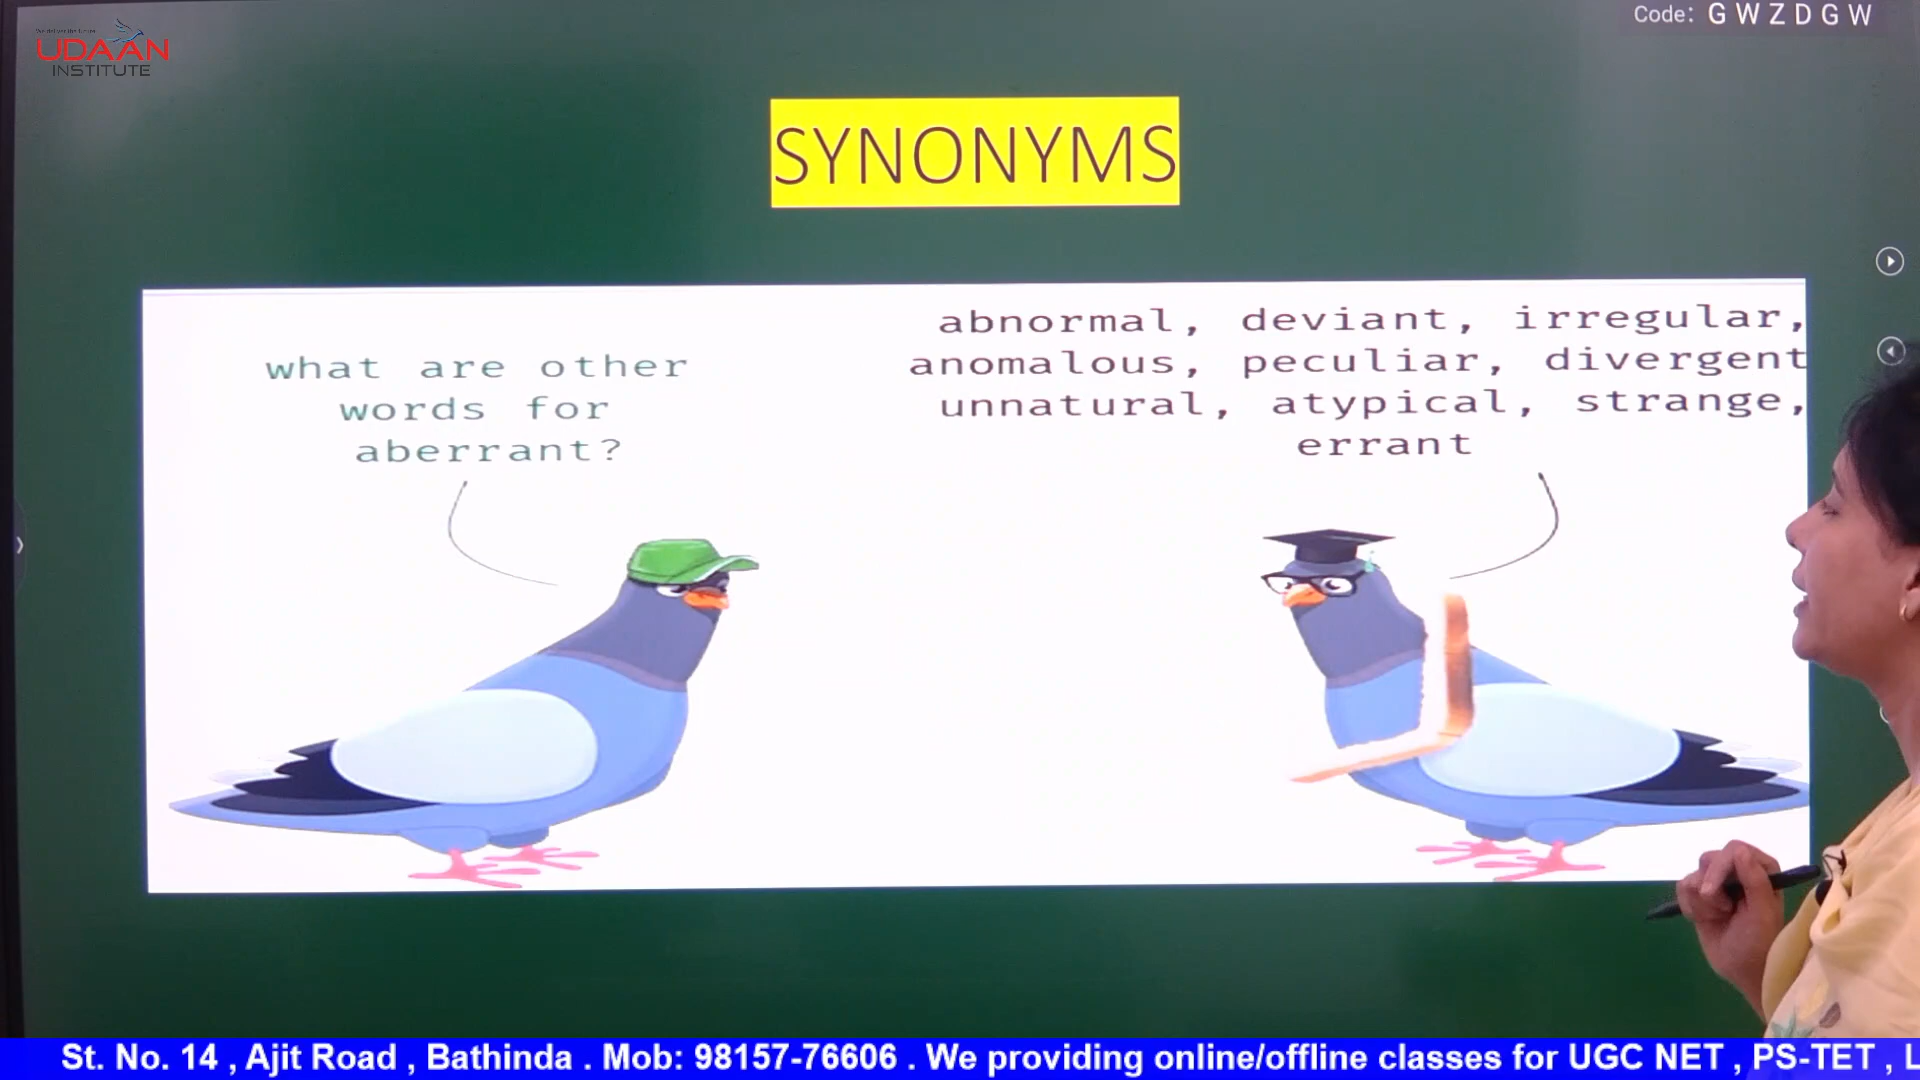 Code: G W Z D G W
UDAAN
INSTITUTE
SYNONYMS
what are other
words for
aberrant?
abnormal, deviant, irregular,
anomalous, peculiar, divergent
unnatural, atypical, strange,
errant
St. No. 14 , Ajit Road , Bathinda . Mob: 98157-76606 . We providing online/offline classes for UGC NET , PS-TET , L